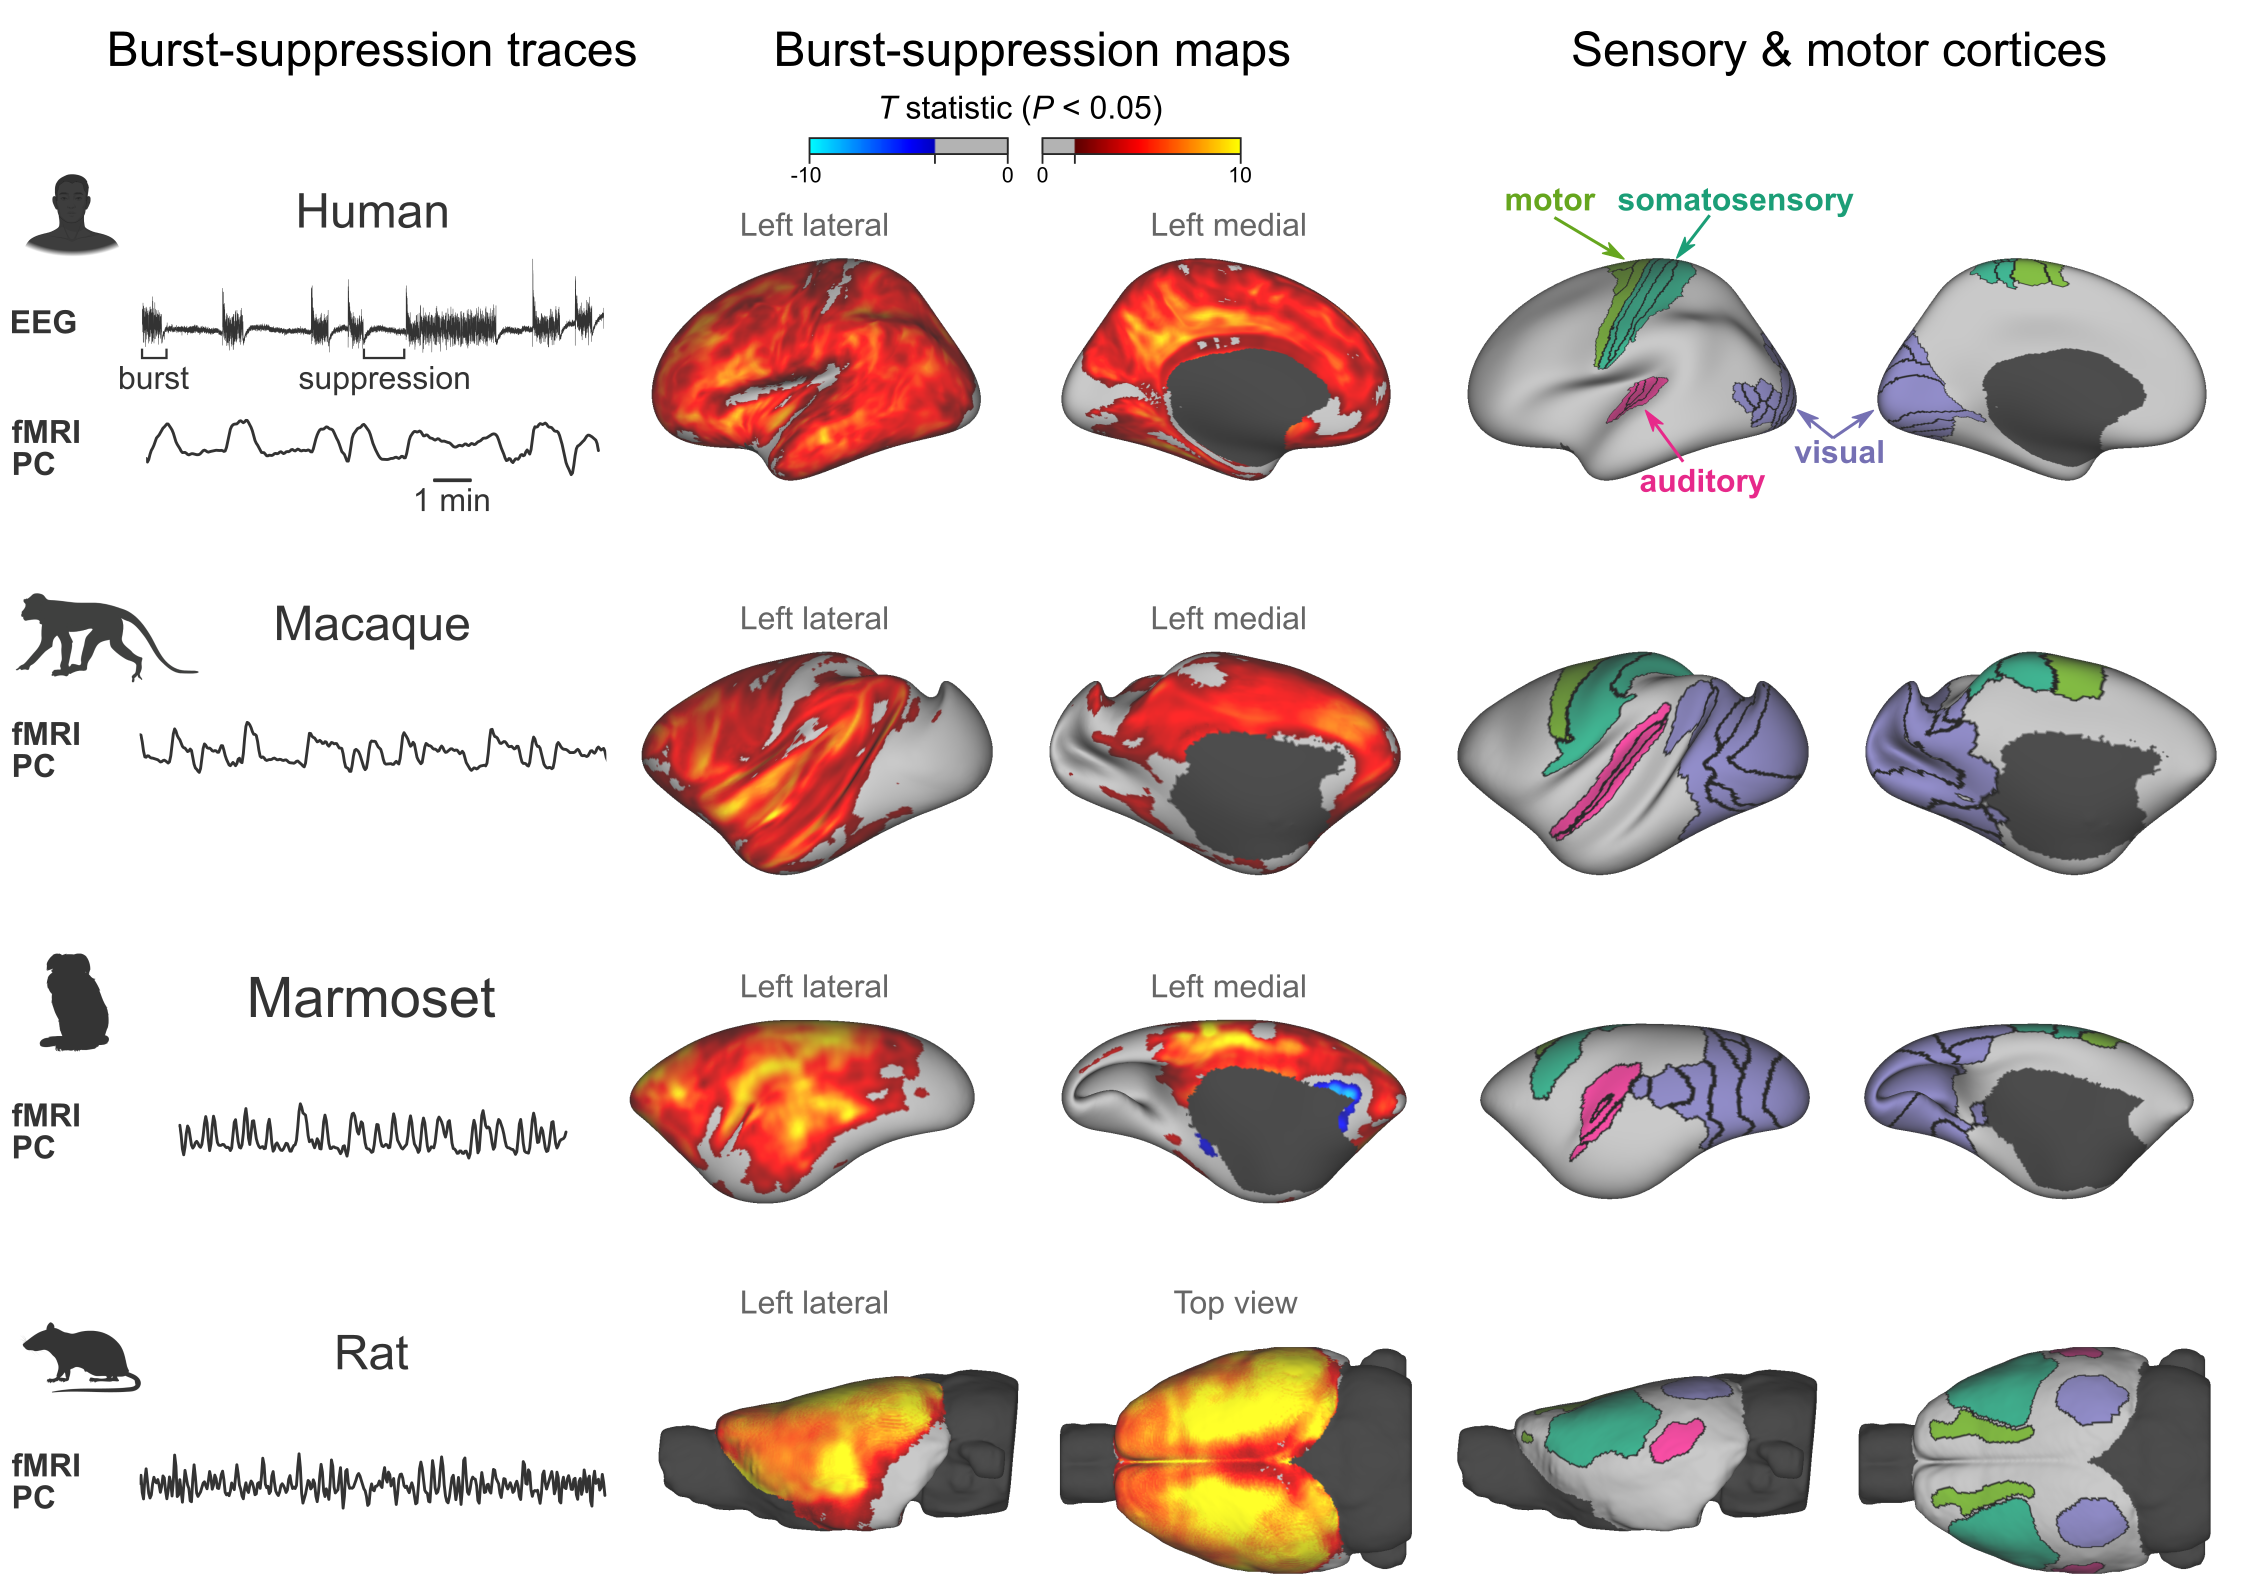 Burst-suppression traces
Burst-suppression maps
Sensory & motor cortices
T statistic (P < 0.05)
-10 0 0 10
Human
Left lateral
Left medial
motor somatosensory
EEG
burst
suppression
fMRI
PC
1 min
visual
auditory
Macaque
Left lateral
Left medial
fMRI
PC
Marmoset
Left lateral
Left medial
fMRI
PC
Rat
Left lateral
Top view
fMRI
PC